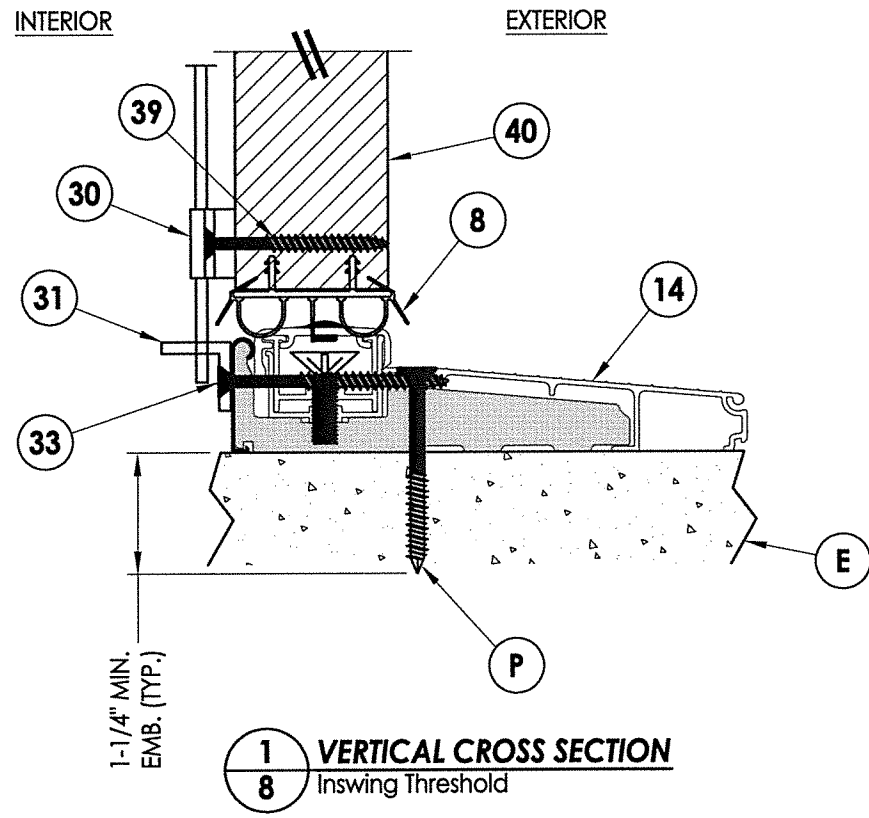 INTERIOR
EXTERIOR
39
40
30
8
31
14
33
E
P
1-1/4" MIN.
EMB. (TYP.)
1
8
VERTICAL CROSS SECTION
Inswing Threshold